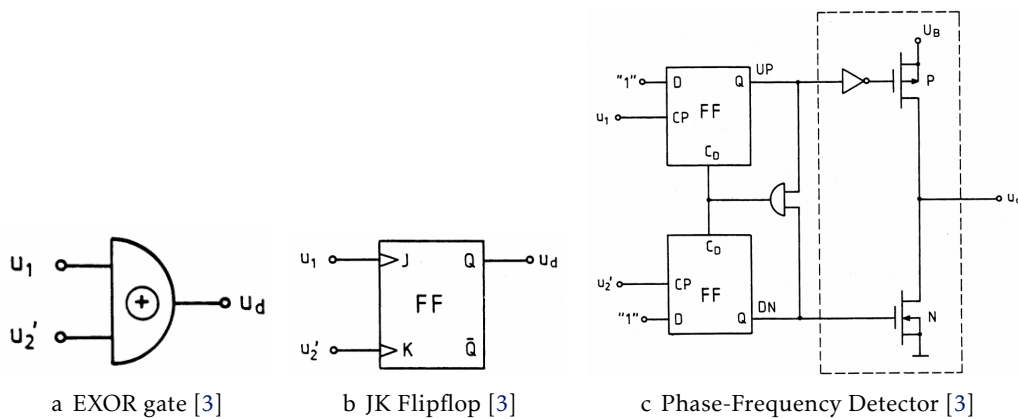 u₁
u₂'
+
u_d
a EXOR gate [3]
u₁
J
Q
u_d
FF
u₂'
K
Q̄
b JK Flipflop [3]
"1"
D
Q
UP
FF
u₁
CP
C_D
C_D
u₂'
CP
FF
DN
"1"
D
Q
U_B
P
u_d
N
c Phase-Frequency Detector [3]